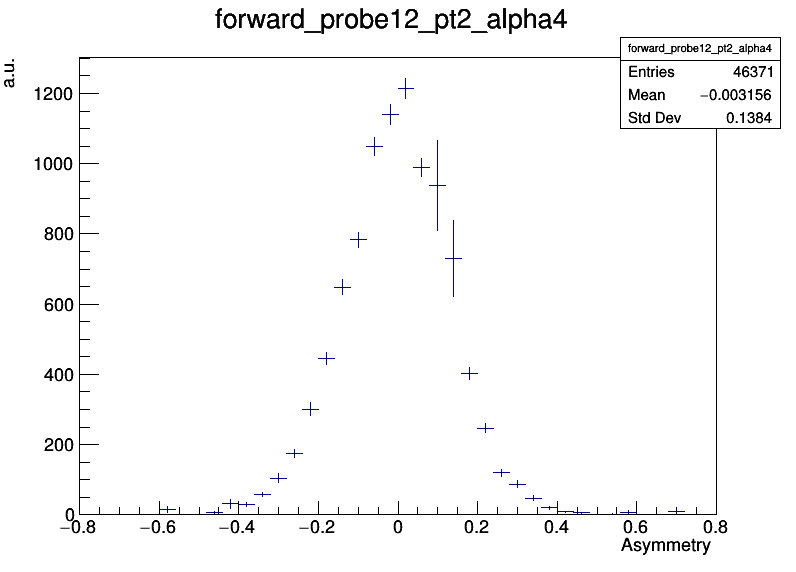 forward_probe12_pt2_alpha4
a.u.
forward_probe12_pt2_alpha4
Entries 46371
Mean −0.003156
Std Dev 0.1384
1200
1000
800
600
400
200
0
−0.8 −0.6 −0.4 −0.2 0 0.2 0.4 0.6 0.8
Asymmetry